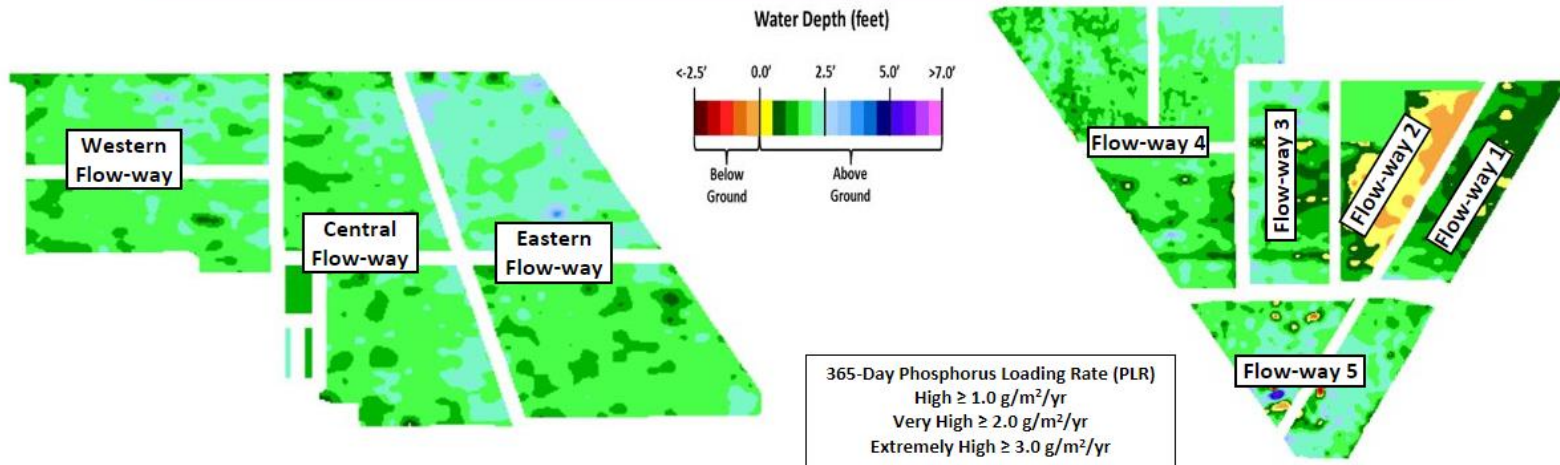 Water Depth (feet)
<-2.5' 0.0' 2.5' 5.0' >7.0'
Below
Ground
Above
Ground
Western
Flow-way
Central
Flow-way
Eastern
Flow-way
Flow-way 4
Flow-way 3
Flow-way 2
Flow-way 1
Flow-way 5
365-Day Phosphorus Loading Rate (PLR)
High ≥ 1.0 g/m²/yr
Very High ≥ 2.0 g/m²/yr
Extremely High ≥ 3.0 g/m²/yr